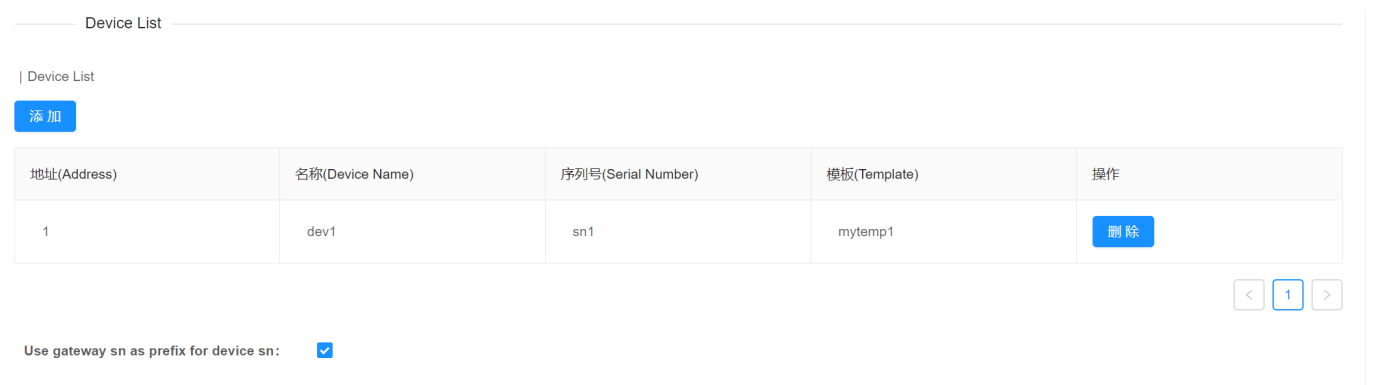 Device List
| Device List
添 加
地址(Address) 名称(Device Name) 序列号(Serial Number) 模板(Template) 操作
1 dev1 sn1 mytemp1 删 除
< 1 >
Use gateway sn as prefix for device sn: